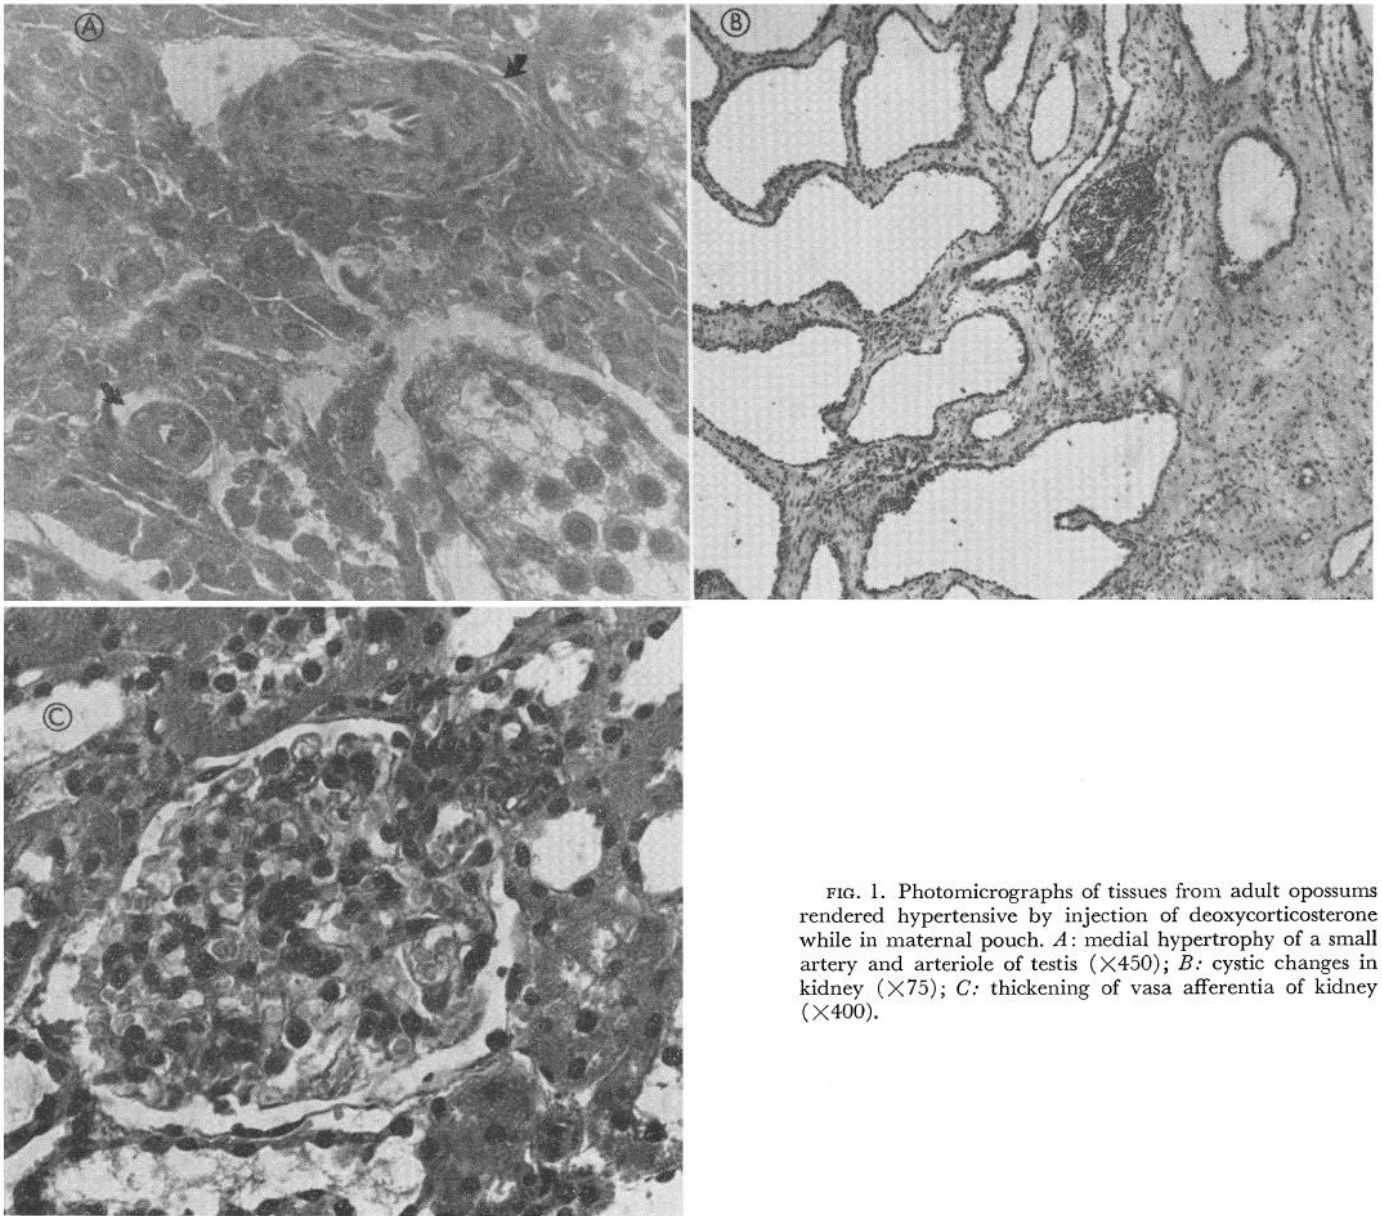 A
B
C
FIG. 1. Photomicrographs of tissues from adult opossums
rendered hypertensive by injection of deoxycorticosterone
while in maternal pouch. A: medial hypertrophy of a small
artery and arteriole of testis (×450); B: cystic changes in
kidney (×75); C: thickening of vasa afferentia of kidney
(×400).